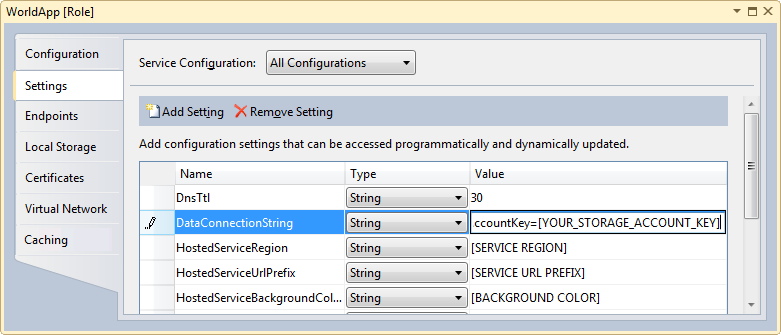 WorldApp [Role]
Configuration
Settings
Endpoints
Local Storage
Certificates
Virtual Network
Caching
Service Configuration: All Configurations
Add Setting Remove Setting
Add configuration settings that can be accessed programmatically and dynamically updated.
Name Type Value
DnsTtl String 30
DataConnectionString String ccountKey=[YOUR_STORAGE_ACCOUNT_KEY]
HostedServiceRegion String [SERVICE REGION]
HostedServiceUrlPrefix String [SERVICE URL PREFIX]
HostedServiceBackgroundCol... String [BACKGROUND COLOR]